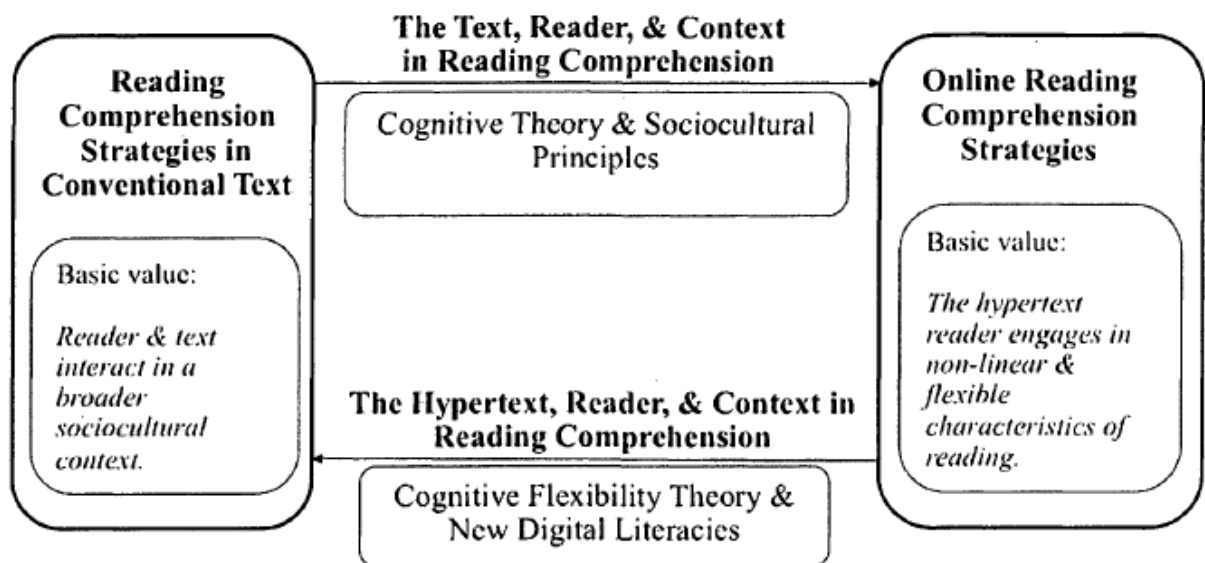 Reading
Comprehension
Strategies in
Conventional Text
Basic value:
Reader & text
interact in a
broader
sociocultural
context.
The Text, Reader, & Context
in Reading Comprehension
Cognitive Theory & Sociocultural
Principles
The Hypertext, Reader, & Context in
Reading Comprehension
Cognitive Flexibility Theory &
New Digital Literacies
Online Reading
Comprehension
Strategies
Basic value:
The hypertext
reader engages in
non-linear &
flexible
characteristics of
reading.